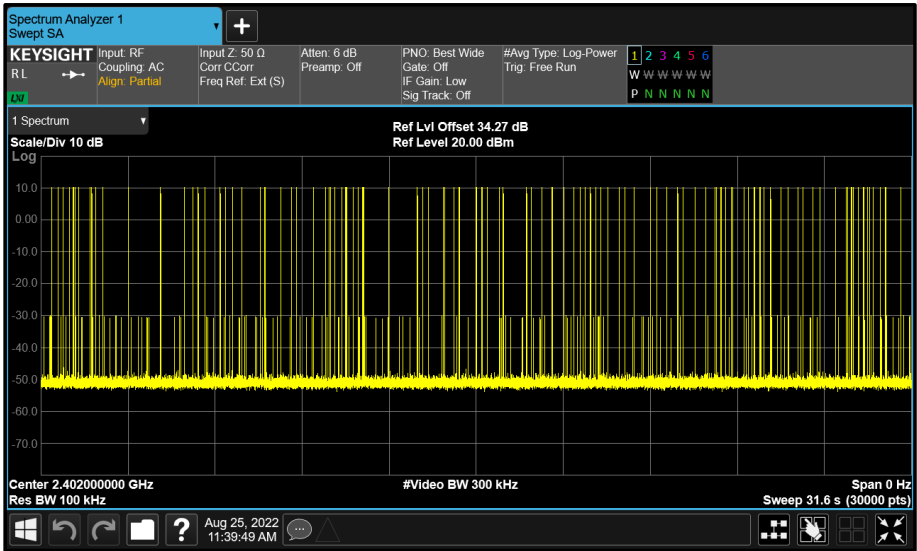 Spectrum Analyzer 1
Swept SA
+
KEYSIGHT Input: RF Input Z: 50 Ω Atten: 6 dB PNO: Best Wide #Avg Type: Log-Power 1 2 3 4 5 6
R L Coupling: AC Corr CCorr Preamp: Off Gate: Off Trig: Free Run W W W W W W
Align: Partial Freq Ref: Ext (S) IF Gain: Low P N N N N N
LXI Sig Track: Off
1 Spectrum
Ref Lvl Offset 34.27 dB
Scale/Div 10 dB Ref Level 20.00 dBm
Log
10.0
0.00
-10.0
-20.0
-30.0
-40.0
-50.0
-60.0
-70.0
Center 2.402000000 GHz #Video BW 300 kHz Span 0 Hz
Res BW 100 kHz Sweep 31.6 s (30000 pts)
? Aug 25, 2022
11:39:49 AM